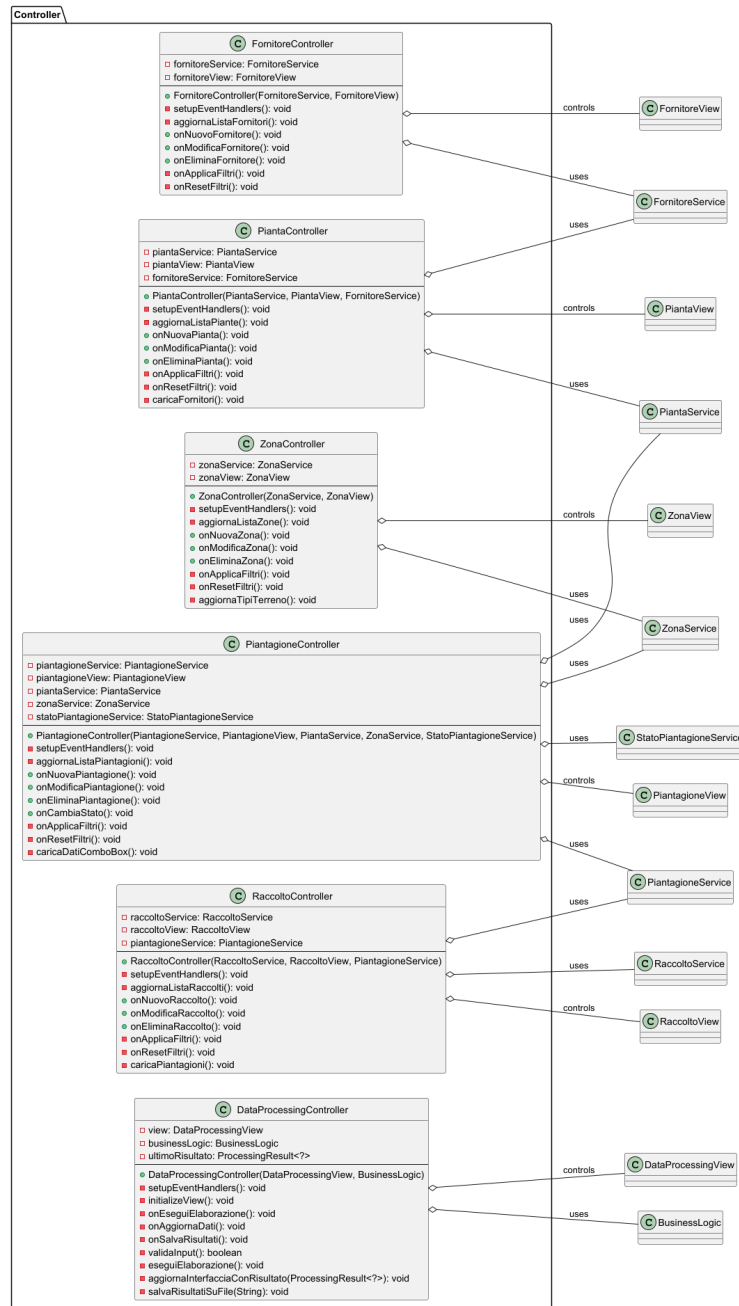 Controller
C FornitoreController
fornitoreService: FornitoreService
fornitoreView: FornitoreView
FornitoreController(FornitoreService, FornitoreView)
setupEventHandlers(): void
aggiornaListaFornitori(): void
onNuovoFornitore(): void
onModificaFornitore(): void
onEliminaFornitore(): void
onApplicaFiltri(): void
onResetFiltri(): void
controls
C FornitoreView
uses
C FornitoreService
uses
C PiantaController
piantaService: PiantaService
piantaView: PiantaView
fornitoreService: FornitoreService
PiantaController(PiantaService, PiantaView, FornitoreService)
setupEventHandlers(): void
aggiornaListaPiante(): void
onNuovaPianta(): void
onModificaPianta(): void
onEliminaPianta(): void
onApplicaFiltri(): void
onResetFiltri(): void
caricaFornitori(): void
controls
C PiantaView
uses
C PiantaService
C ZonaController
zonaService: ZonaService
zonaView: ZonaView
ZonaController(ZonaService, ZonaView)
setupEventHandlers(): void
aggiornaListaZone(): void
onNuovaZona(): void
onModificaZona(): void
onEliminaZona(): void
onApplicaFiltri(): void
onResetFiltri(): void
aggiornaTipiTerreno(): void
controls
C ZonaView
uses
C ZonaService
uses
uses
C PiantagioneController
piantagioneService: PiantagioneService
piantagioneView: PiantagioneView
piantaService: PiantaService
zonaService: ZonaService
statoPiantagioneService: StatoPiantagioneService
PiantagioneController(PiantagioneService, PiantagioneView, PiantaService, ZonaService, StatoPiantagioneService)
setupEventHandlers(): void
aggiornaListaPiantagioni(): void
onNuovaPiantagione(): void
onModificaPiantagione(): void
onEliminaPiantagione(): void
onCambiaStato(): void
onApplicaFiltri(): void
onResetFiltri(): void
caricaDatiComboBox(): void
uses
C StatoPiantagioneService
controls
C PiantagioneView
uses
C PiantagioneService
uses
C RaccoltoController
raccoltoService: RaccoltoService
raccoltoView: RaccoltoView
piantagioneService: PiantagioneService
RaccoltoController(RaccoltoService, RaccoltoView, PiantagioneService)
setupEventHandlers(): void
aggiornaListaRaccolti(): void
onNuovoRaccolto(): void
onModificaRaccolto(): void
onEliminaRaccolto(): void
onApplicaFiltri(): void
onResetFiltri(): void
caricaPiantagioni(): void
uses
C RaccoltoService
controls
C RaccoltoView
C DataProcessingController
view: DataProcessingView
businessLogic: BusinessLogic
ultimoRisultato: ProcessingResult<?>
DataProcessingController(DataProcessingView, BusinessLogic)
setupEventHandlers(): void
initializeView(): void
onEseguiElaborazione(): void
onAggiornaDati(): void
onSalvaRisultati(): void
validaInput(): boolean
eseguiElaborazione(): void
aggiornaInterfacciaConRisultato(ProcessingResult<?>): void
salvaRisultatiSuFile(String): void
controls
C DataProcessingView
uses
C BusinessLogic